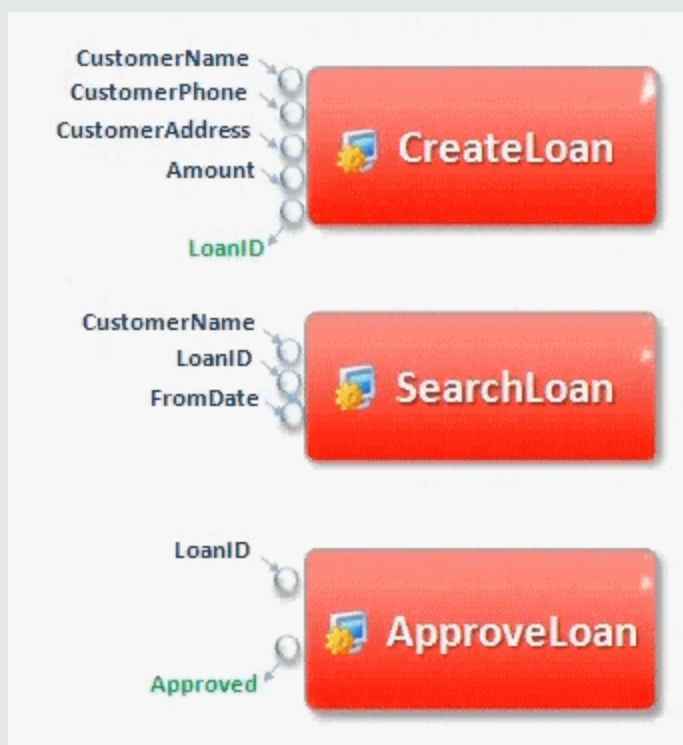 CustomerName
CustomerPhone
CustomerAddress
Amount
CreateLoan
LoanID
CustomerName
LoanID
FromDate
SearchLoan
LoanID
ApproveLoan
Approved